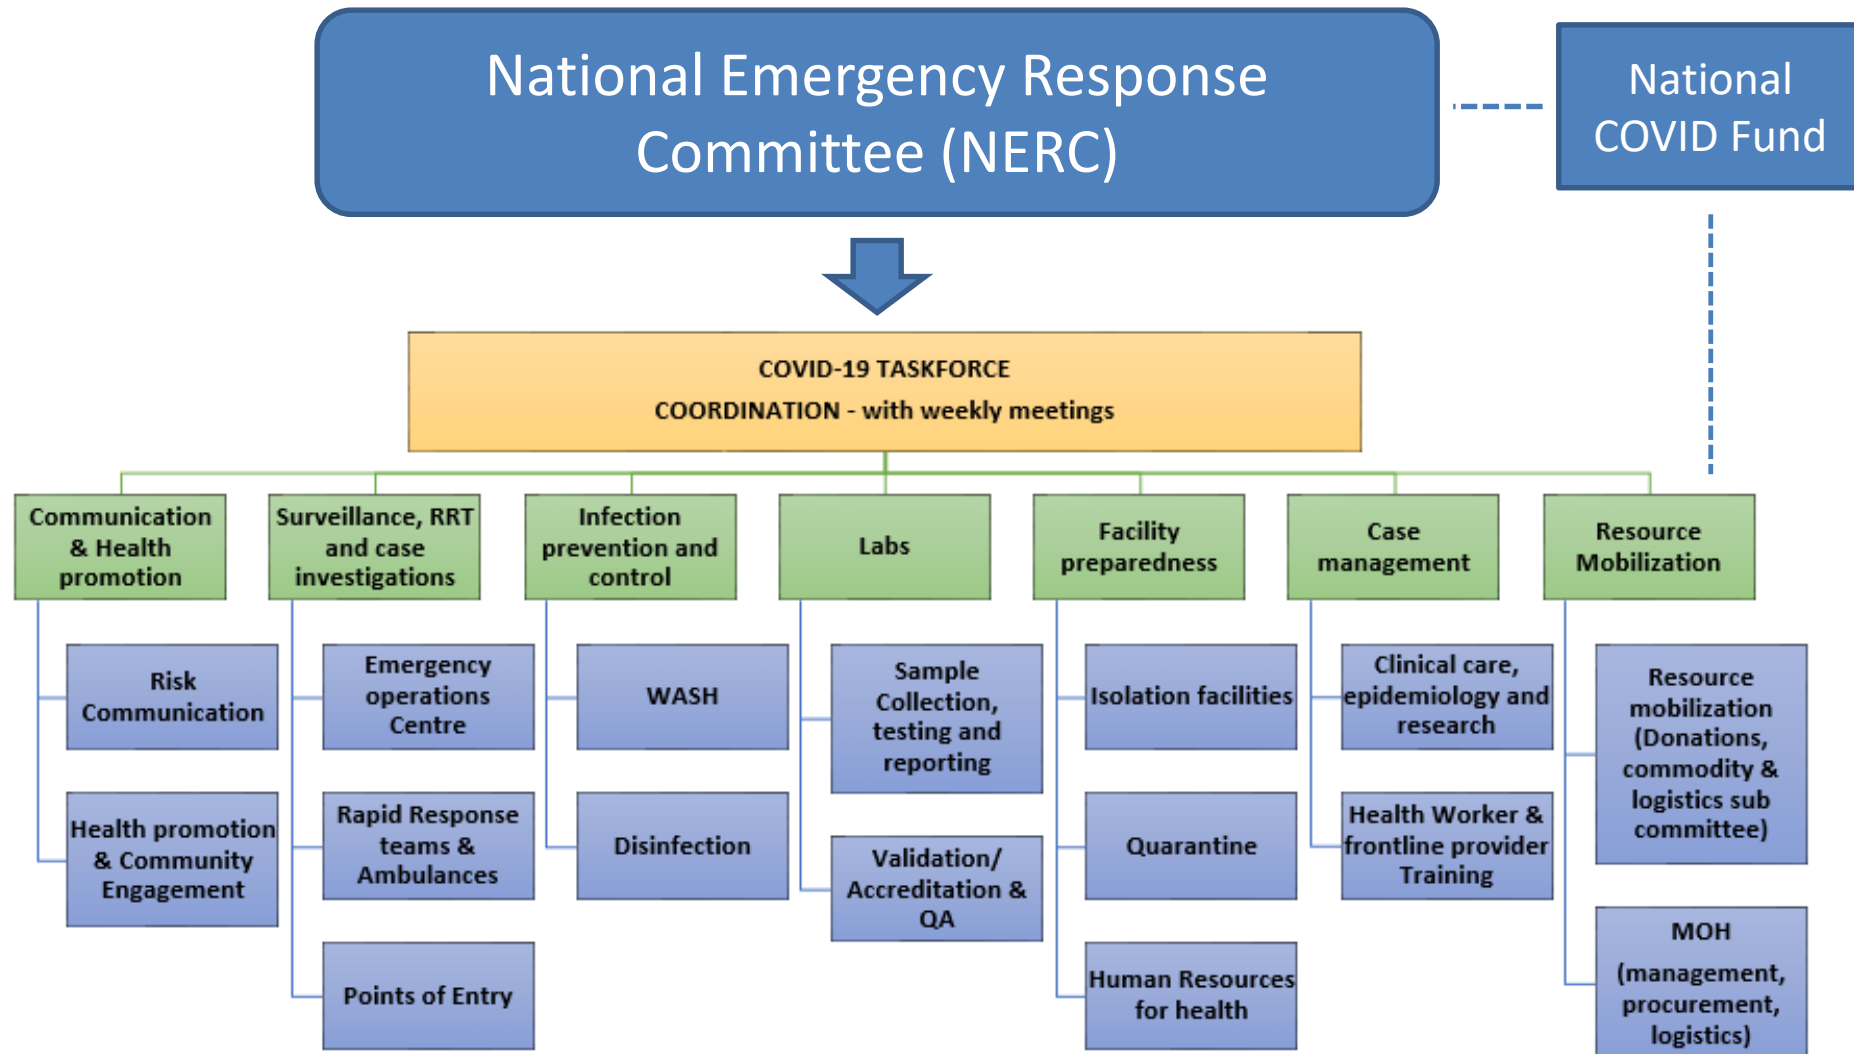 National Emergency Response
Committee (NERC)
National
COVID Fund
COVID-19 TASKFORCE
COORDINATION - with weekly meetings
Communication
& Health
promotion
Surveillance, RRT
and case
investigations
Infection
prevention and
control
Labs
Facility
preparedness
Case
management
Resource
Mobilization
Risk
Communication
Health promotion
& Community
Engagement
Emergency
operations
Centre
Rapid Response
teams &
Ambulances
Points of Entry
WASH
Disinfection
Sample
Collection,
testing and
reporting
Validation/
Accreditation &
QA
Isolation facilities
Quarantine
Human Resources
for health
Clinical care,
epidemiology and
research
Health Worker &
frontline provider
Training
Resource
mobilization
(Donations,
commodity &
logistics sub
committee)
MOH
(management,
procurement,
logistics)